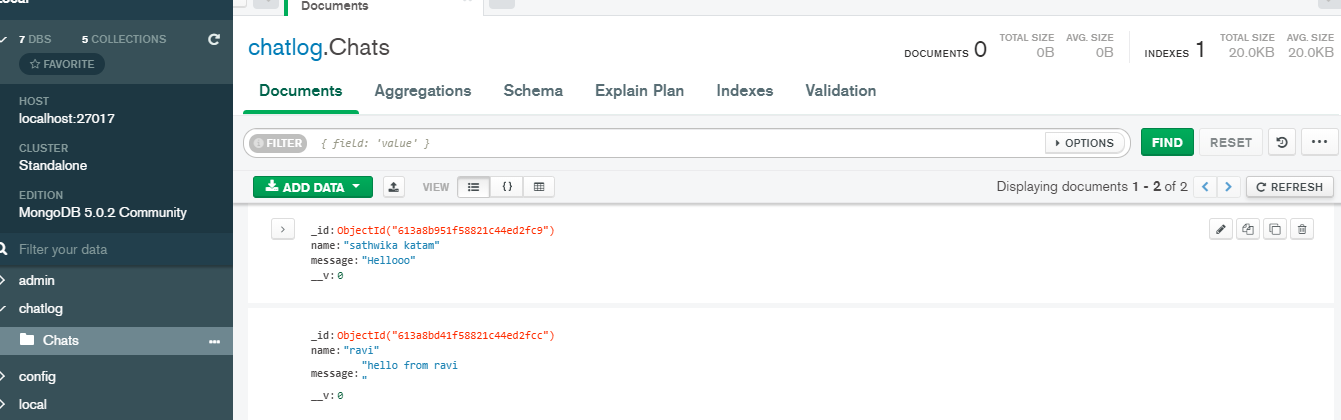 Documents
7 DBS 5 COLLECTIONS
FAVORITE
HOST
localhost:27017
CLUSTER
Standalone
EDITION
MongoDB 5.0.2 Community
Filter your data
admin
chatlog
Chats
config
local
chatlog.Chats
DOCUMENTS 0 TOTAL SIZE 0B AVG. SIZE 0B INDEXES 1 TOTAL SIZE 20.0KB AVG. SIZE 20.0KB
Documents Aggregations Schema Explain Plan Indexes Validation
FILTER { field: 'value' } OPTIONS FIND RESET
ADD DATA VIEW {} Displaying documents 1 - 2 of 2 REFRESH
_id:ObjectId("613a8b951f58821c44ed2fc9")
name:"sathwika katam"
message:"Hellooo"
__v:0
_id:ObjectId("613a8bd41f58821c44ed2fcc")
name:"ravi"
message:"hello from ravi
"
__v:0